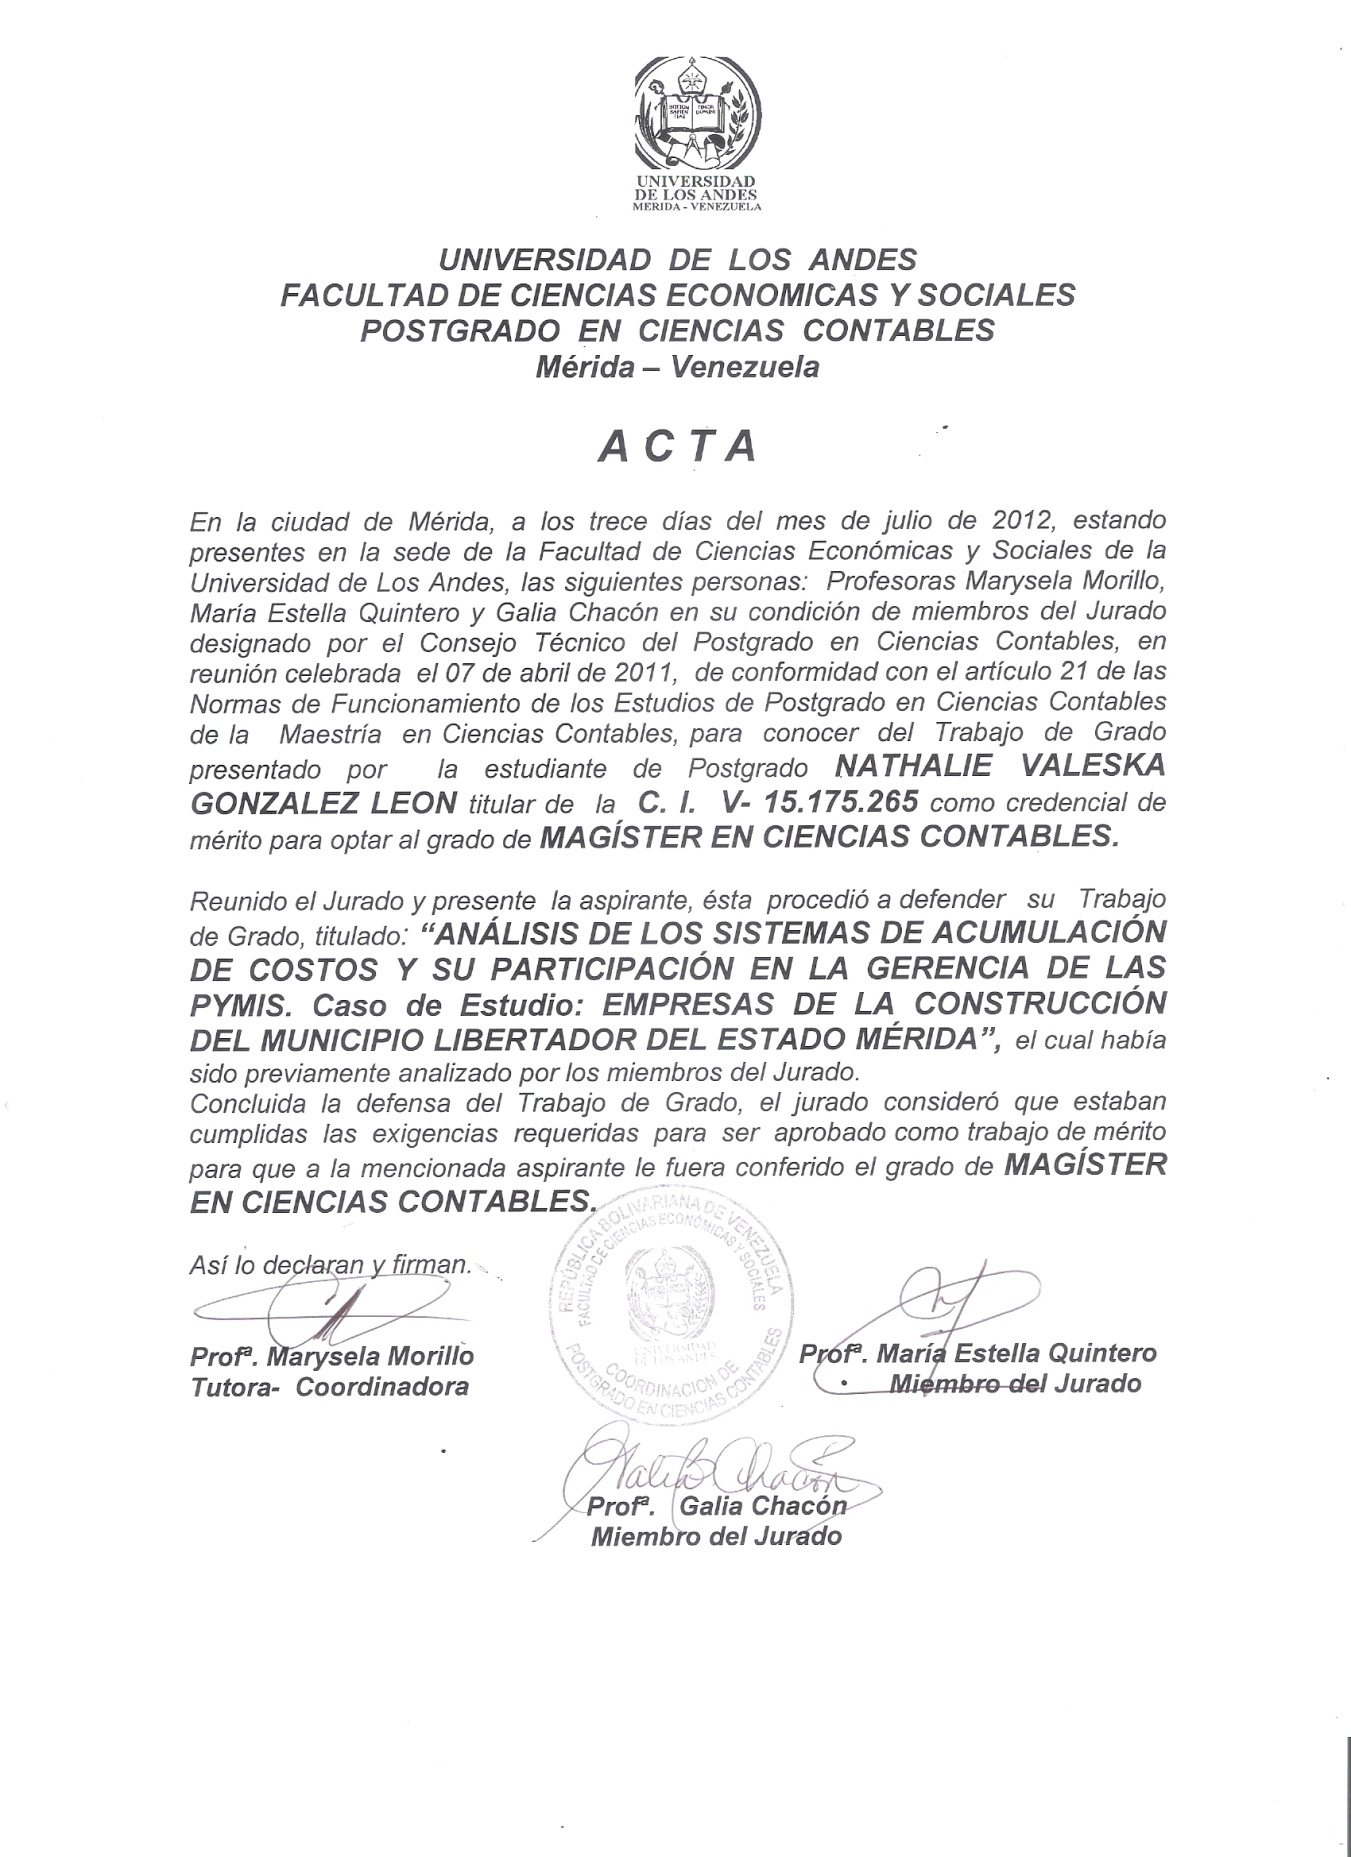 INITIUM SAPIENTIAE TIMOR DOMINI
UNIVERSIDAD
DE LOS ANDES
MERIDA - VENEZUELA
UNIVERSIDAD DE LOS ANDES
FACULTAD DE CIENCIAS ECONOMICAS Y SOCIALES
POSTGRADO EN CIENCIAS CONTABLES
Mérida – Venezuela
A C T A
En la ciudad de Mérida, a los trece días del mes de julio de 2012, estando
presentes en la sede de la Facultad de Ciencias Económicas y Sociales de la
Universidad de Los Andes, las siguientes personas: Profesoras Marysela Morillo,
María Estella Quintero y Galia Chacón en su condición de miembros del Jurado
designado por el Consejo Técnico del Postgrado en Ciencias Contables, en
reunión celebrada el 07 de abril de 2011, de conformidad con el artículo 21 de las
Normas de Funcionamiento de los Estudios de Postgrado en Ciencias Contables
de la Maestría en Ciencias Contables, para conocer del Trabajo de Grado
presentado por la estudiante de Postgrado NATHALIE VALESKA
GONZALEZ LEON titular de la C. I. V- 15.175.265 como credencial de
mérito para optar al grado de MAGÍSTER EN CIENCIAS CONTABLES.
Reunido el Jurado y presente la aspirante, ésta procedió a defender su Trabajo
de Grado, titulado: “ANÁLISIS DE LOS SISTEMAS DE ACUMULACIÓN
DE COSTOS Y SU PARTICIPACIÓN EN LA GERENCIA DE LAS
PYMIS. Caso de Estudio: EMPRESAS DE LA CONSTRUCCIÓN
DEL MUNICIPIO LIBERTADOR DEL ESTADO MÉRIDA”, el cual había
sido previamente analizado por los miembros del Jurado.
Concluida la defensa del Trabajo de Grado, el jurado consideró que estaban
cumplidas las exigencias requeridas para ser aprobado como trabajo de mérito
para que a la mencionada aspirante le fuera conferido el grado de MAGÍSTER
EN CIENCIAS CONTABLES.
Así lo declaran y firman.
REPÚBLICA BOLIVARIANA DE VENEZUELA
FACULTAD DE CIENCIAS ECONÓMICAS Y SOCIALES
UNIVERSIDAD
DE LOS ANDES
COORDINACION DE
POSTGRADO EN CIENCIAS CONTABLES
Profª. Marysela Morillo
Tutora- Coordinadora
Profª. María Estella Quintero
Miembro del Jurado
Galia Chacón
Profª. Galia Chacón
Miembro del Jurado